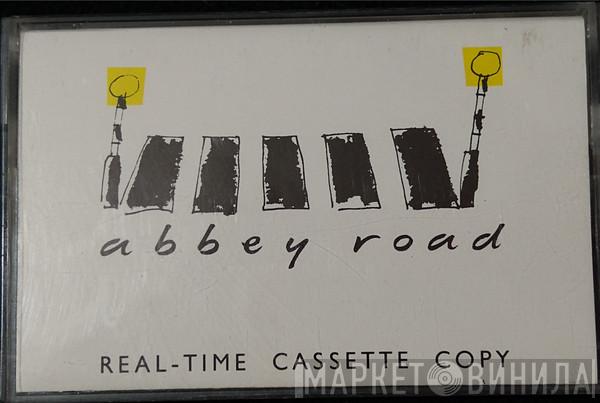 abbey road
REAL-TIME CASSETTE COPY
МАРКЕТ ВИНИЛА